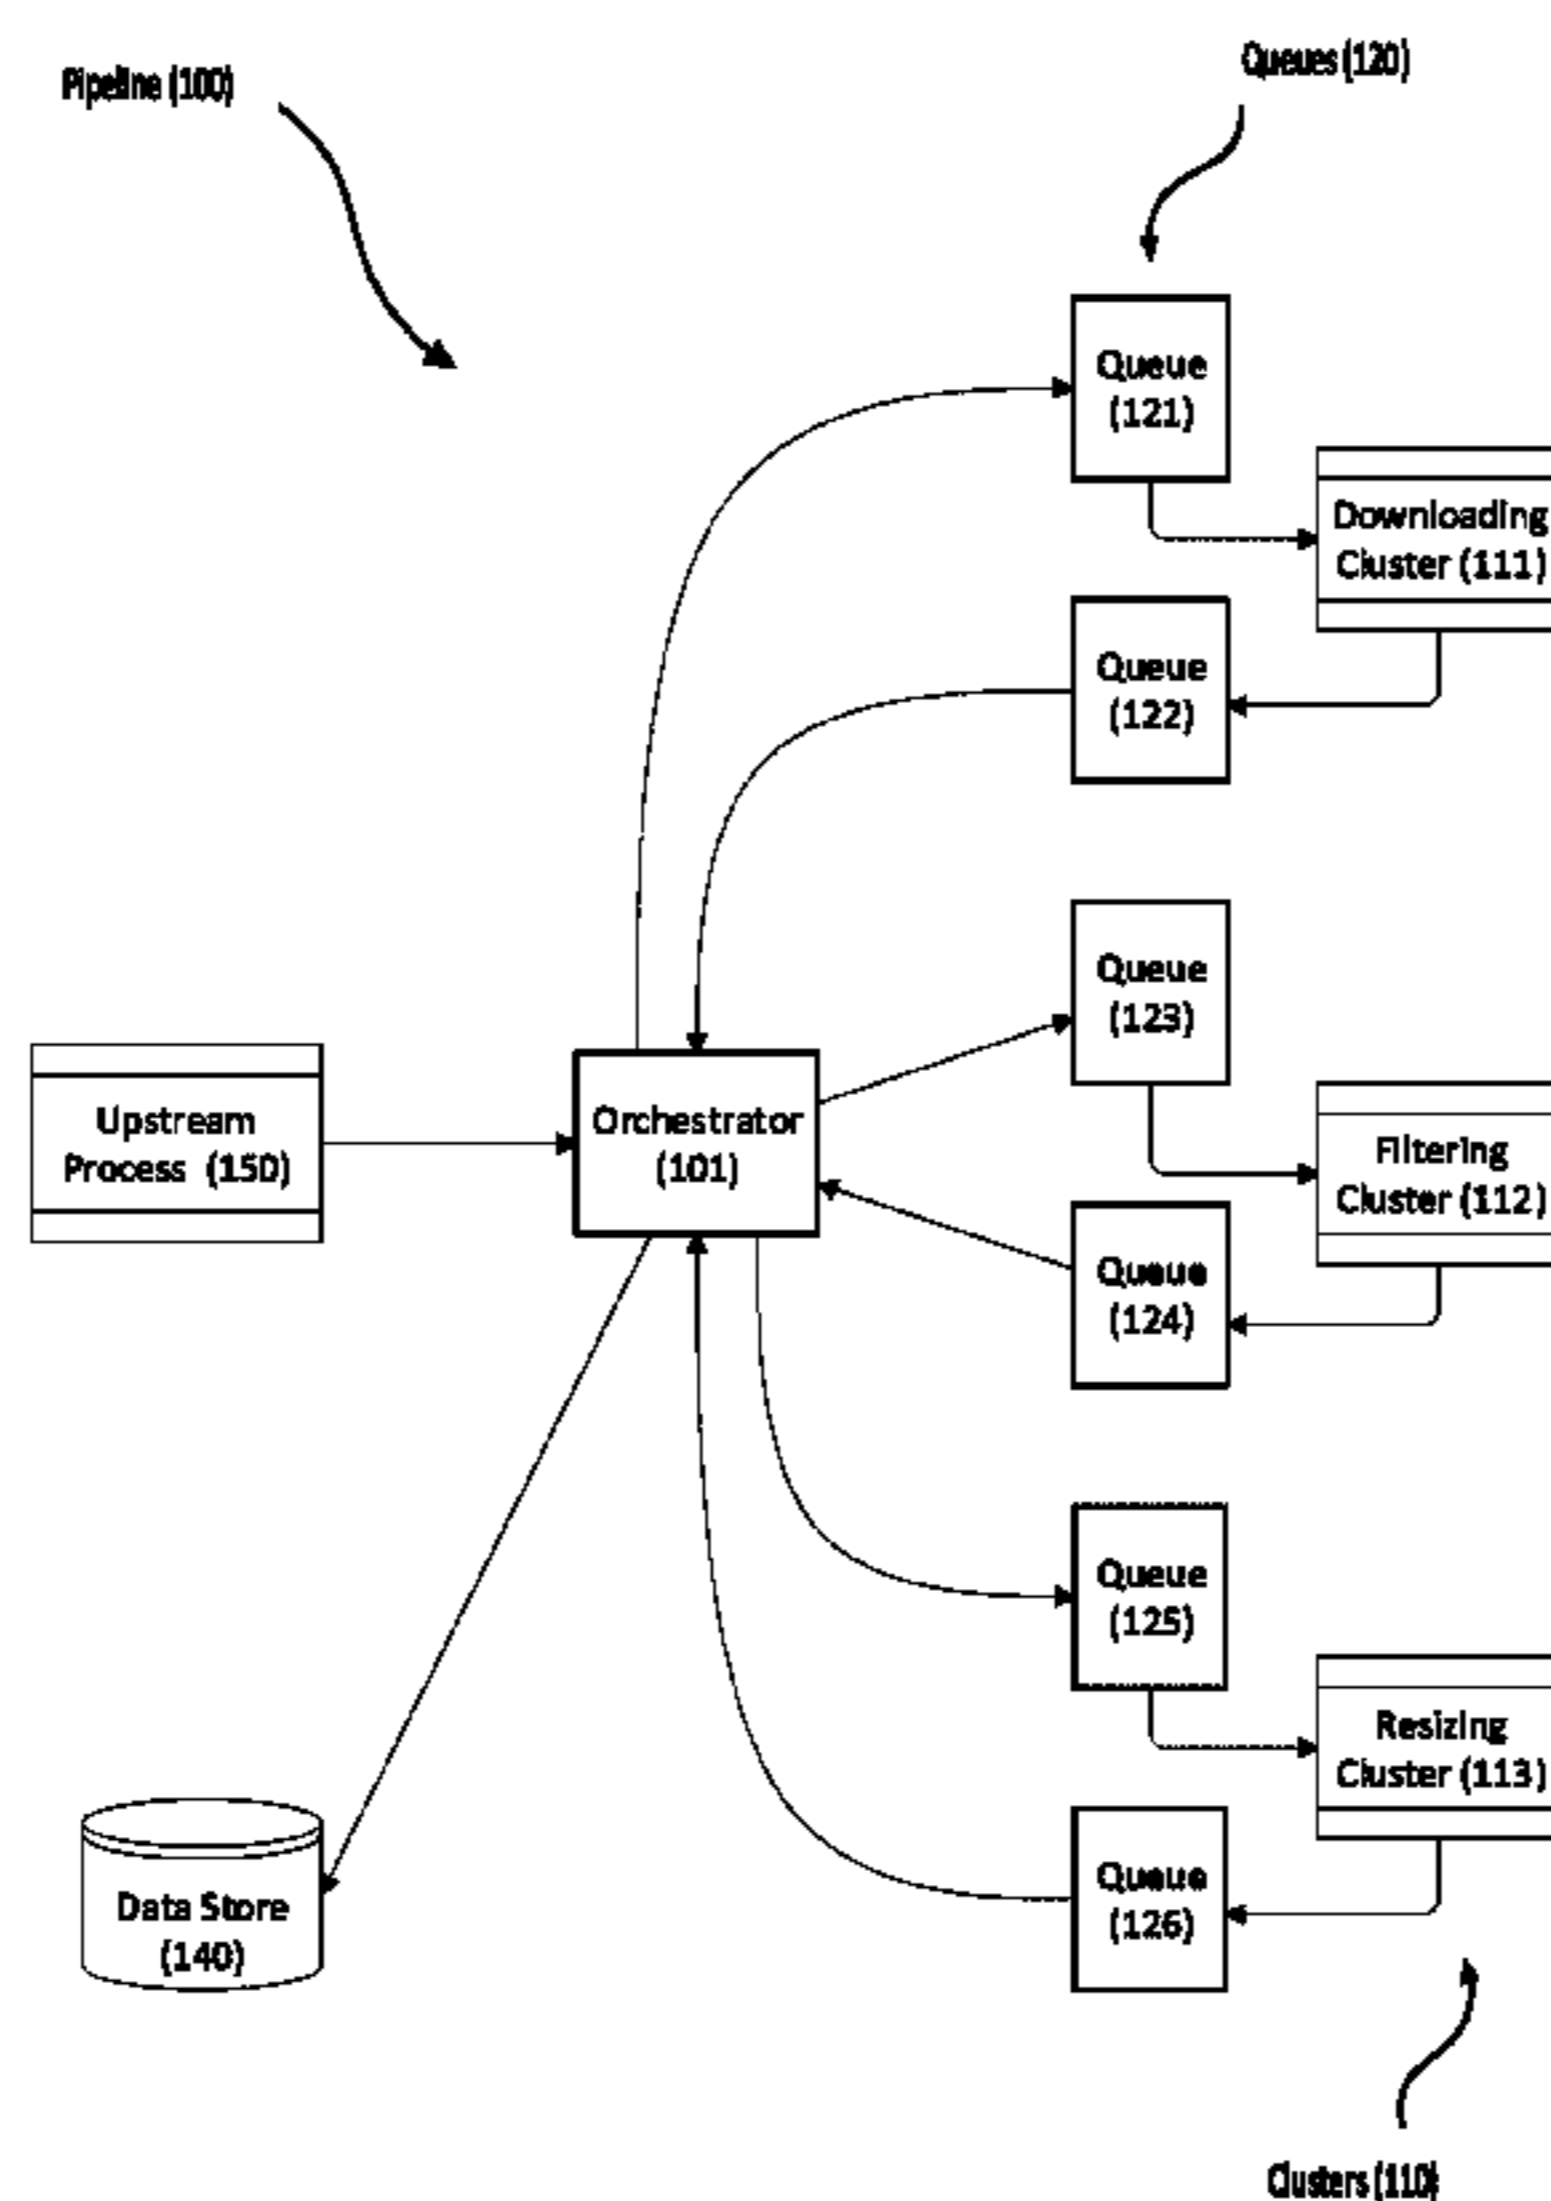 Pipeline (100)
Queues (120)
Queue
(121)
Downloading
Cluster (111)
Queue
(122)
Queue
(123)
Upstream
Process (150)
Orchestrator
(101)
Filtering
Cluster (112)
Queue
(124)
Queue
(125)
Resizing
Cluster (113)
Queue
(126)
Data Store
(140)
Clusters (110)